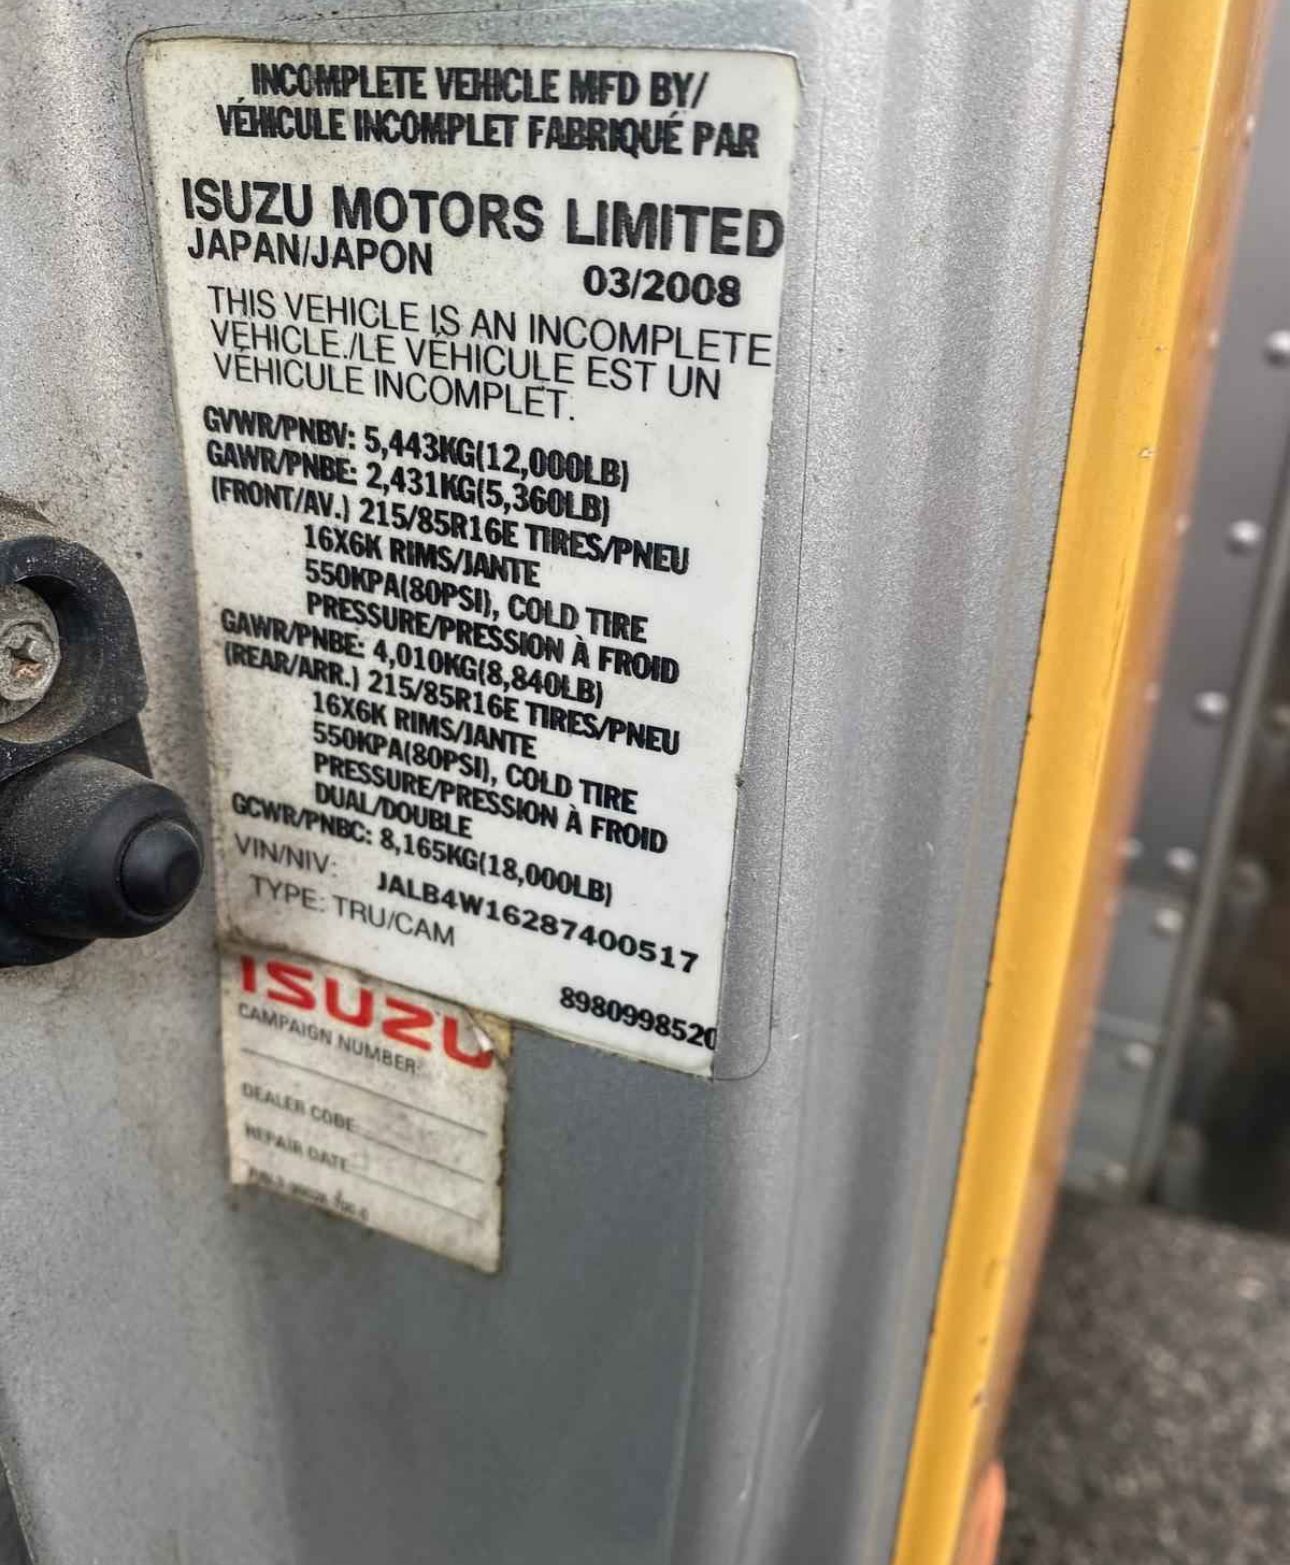 INCOMPLETE VEHICLE MFD BY/
VÉHICULE INCOMPLET FABRIQUÉ PAR
ISUZU MOTORS LIMITED
JAPAN/JAPON
03/2008
THIS VEHICLE IS AN INCOMPLETE
VEHICLE./LE VÉHICULE EST UN
VÉHICULE INCOMPLET.
GVWR/PNBV: 5,443KG(12,000LB)
GAWR/PNBE: 2,431KG(5,360LB)
(FRONT/AV.) 215/85R16E TIRES/PNEU
16X6K RIMS/JANTE
550KPA(80PSI), COLD TIRE
PRESSURE/PRESSION À FROID
GAWR/PNBE: 4,010KG(8,840LB)
(REAR/ARR.) 215/85R16E TIRES/PNEU
16X6K RIMS/JANTE
550KPA(80PSI), COLD TIRE
PRESSURE/PRESSION À FROID
DUAL/DOUBLE
GCWR/PNBC: 8,165KG(18,000LB)
VIN/NIV: JALB4W16287400517
TYPE: TRU/CAM
8980998520
ISUZU
CAMPAIGN NUMBER:
DEALER CODE
REPAIR DATE